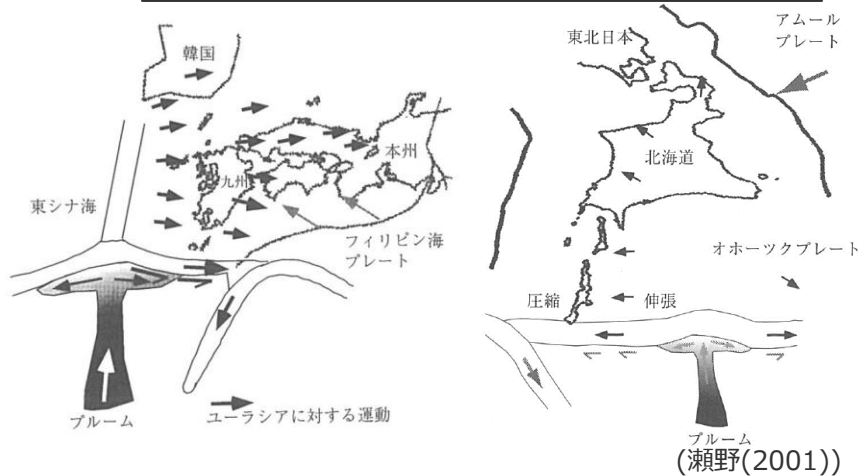 韓国
本州
九州
東シナ海
フィリピン海
プレート
プルーム
ユーラシアに対する運動
アムール
プレート
東北日本
北海道
オホーツクプレート
圧縮
伸張
プルーム
(瀬野(2001))